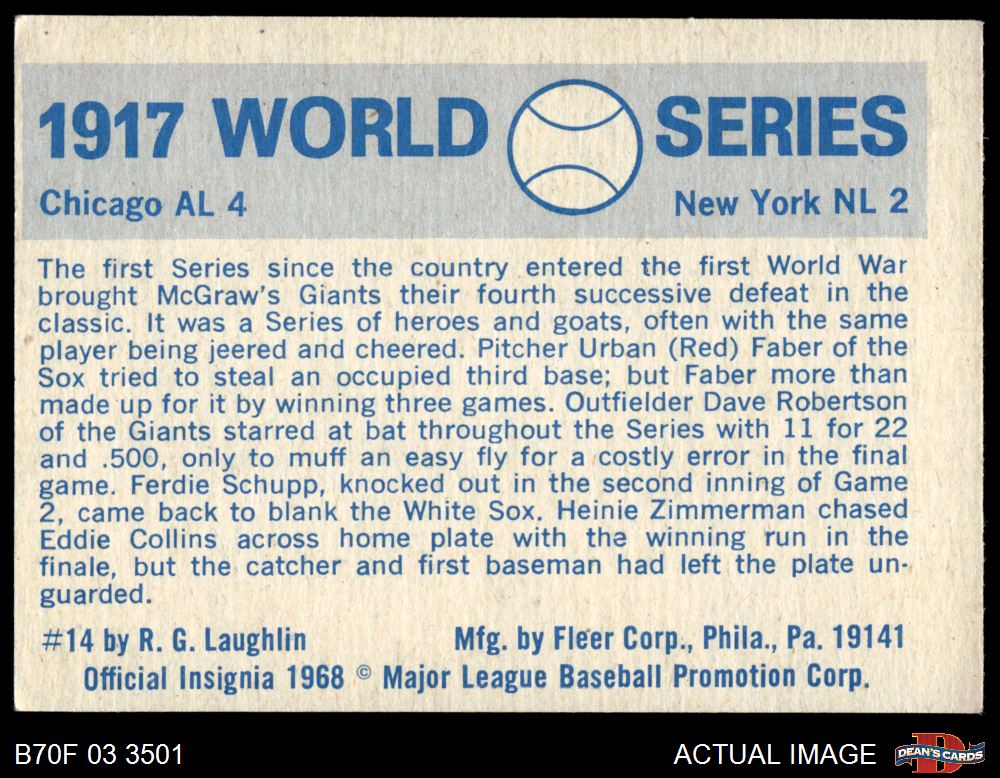 1917 WORLD SERIES
Chicago AL 4 New York NL 2
The first Series since the country entered the first World War
brought McGraw's Giants their fourth successive defeat in the
classic. It was a Series of heroes and goats, often with the same
player being jeered and cheered. Pitcher Urban (Red) Faber of the
Sox tried to steal an occupied third base; but Faber more than
made up for it by winning three games. Outfielder Dave Robertson
of the Giants starred at bat throughout the Series with 11 for 22
and .500, only to muff an easy fly for a costly error in the final
game. Ferdie Schupp, knocked out in the second inning of Game
2, came back to blank the White Sox. Heinie Zimmerman chased
Eddie Collins across home plate with the winning run in the
finale, but the catcher and first baseman had left the plate un-
guarded.
#14 by R. G. Laughlin Mfg. by Fleer Corp., Phila., Pa. 19141
Official Insignia 1968 © Major League Baseball Promotion Corp.
B70F 03 3501 ACTUAL IMAGE DEAN'S CARDS